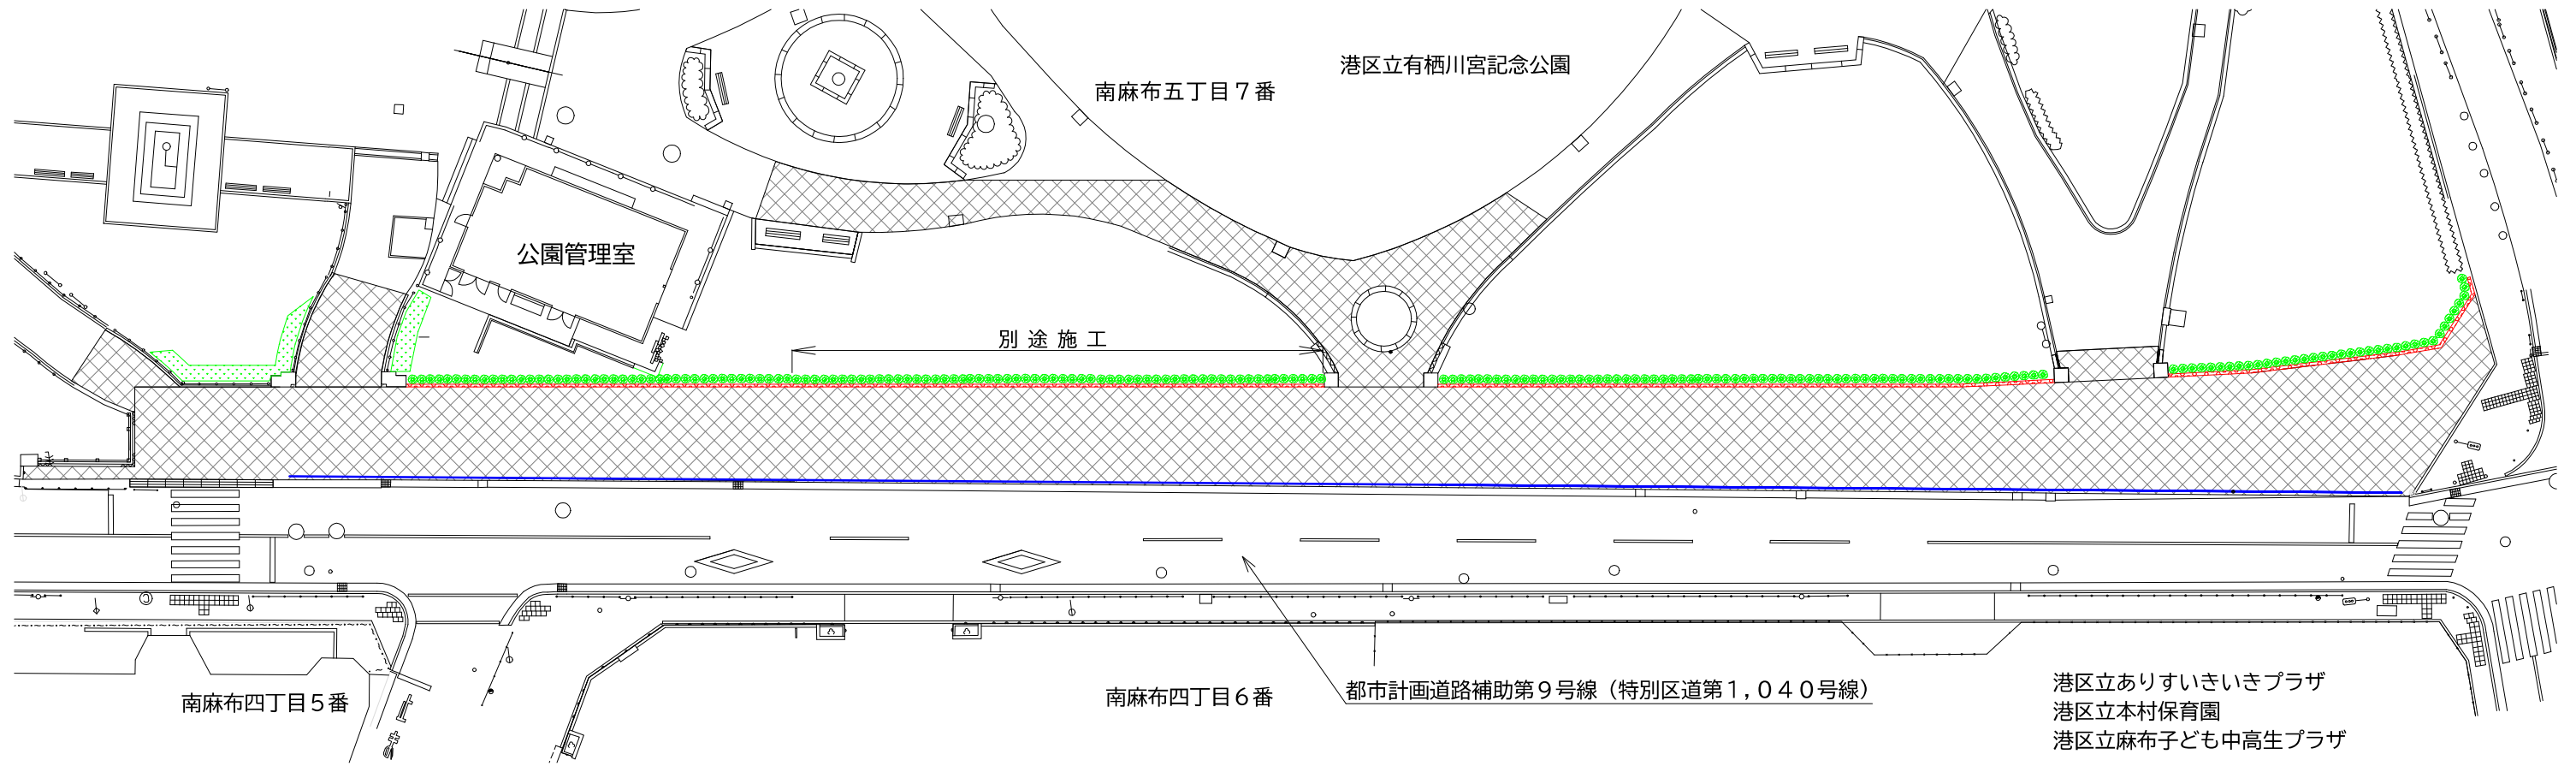 港区立有栖川宮記念公園
南麻布五丁目７番
公園管理室
別途施工
都市計画道路補助第９号線（特別区道第１,０４０号線）
南麻布四丁目５番
南麻布四丁目６番
港区立ありすいきいきプラザ
港区立本村保育園
港区立麻布子ども中高生プラザ